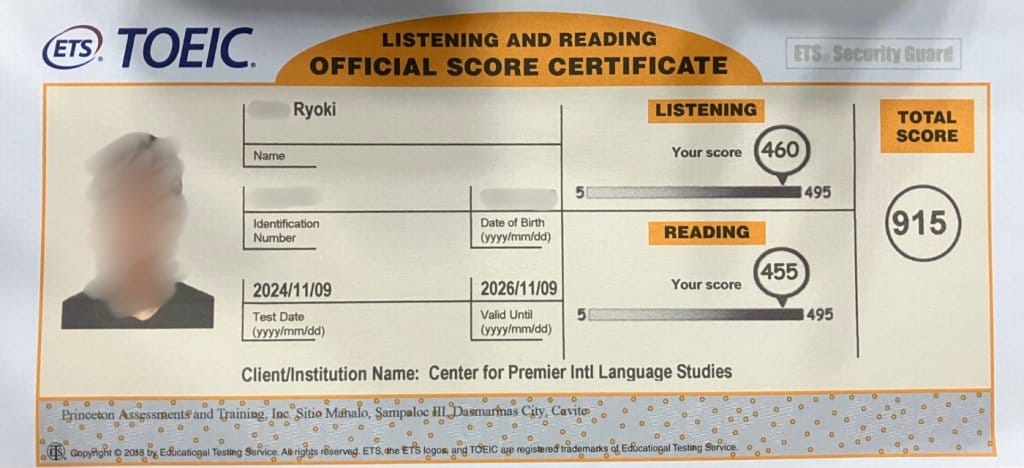 ETS® TOEIC®
LISTENING AND READING
OFFICIAL SCORE CERTIFICATE
ETS® Security Guard
Ryoki
Name
Identification
Number
Date of Birth
(yyyy/mm/dd)
2024/11/09
Test Date
(yyyy/mm/dd)
2026/11/09
Valid Until
(yyyy/mm/dd)
LISTENING
Your score 460
5 495
READING
Your score 455
5 495
TOTAL
SCORE
915
Client/Institution Name: Center for Premier Intl Language Studies
Princeton Assessments and Training, Inc. Sitio Manalo, Sampaloc III, Dasmarinas City, Cavite
ETS Copyright © 2018 by Educational Testing Service. All rights reserved. ETS, the ETS logos, and TOEIC are registered trademarks of Educational Testing Service.